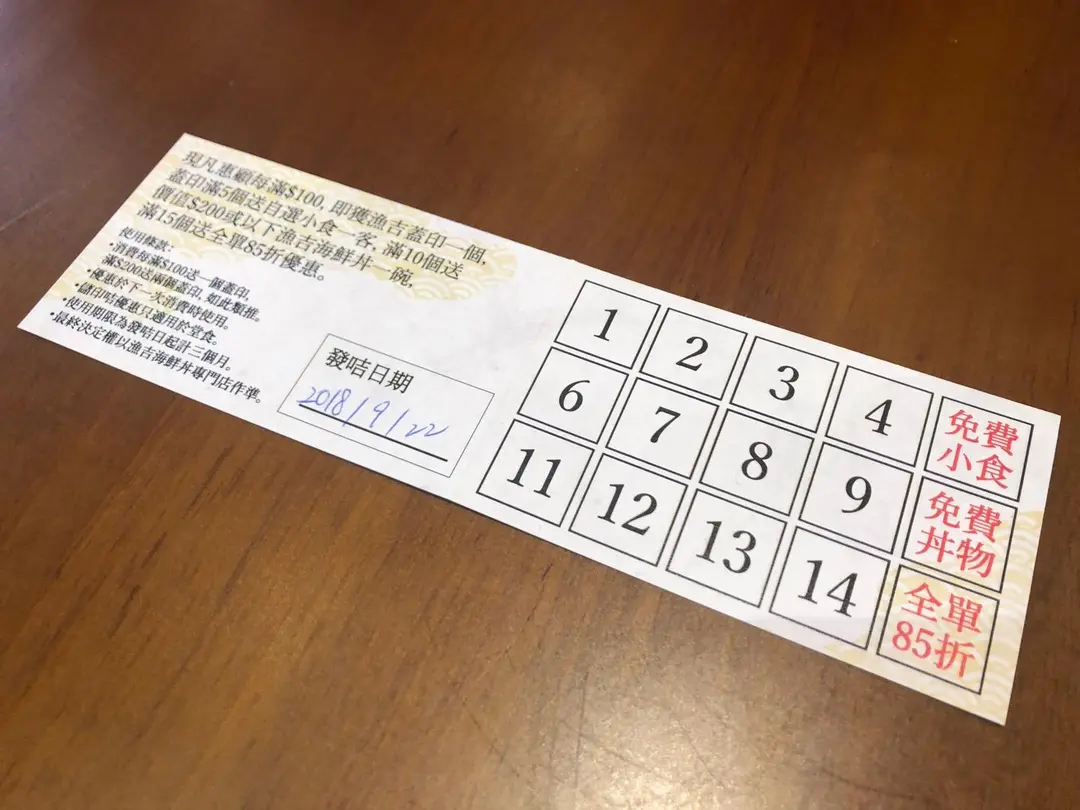 現凡惠顧每滿$100, 即獲漁吉蓋印一個,
蓋印滿5個送自選小食一客, 滿10個送
價值$200或以下漁吉海鮮丼一碗,
滿15個送全單85折優惠。
使用條款:
•消費每滿$100送一個蓋印,
滿$200送兩個蓋印, 如此類推。
•優惠於下一次消費時使用。
•儲印咭優惠只適用於堂食。
•使用期限為發咭日起計三個月。
•最終決定權以漁吉海鮮丼專門店作準。
發咭日期
2018/9/22
1
2
3
4
免費
小食
6
7
8
9
免費
丼物
11
12
13
14
全單
85折